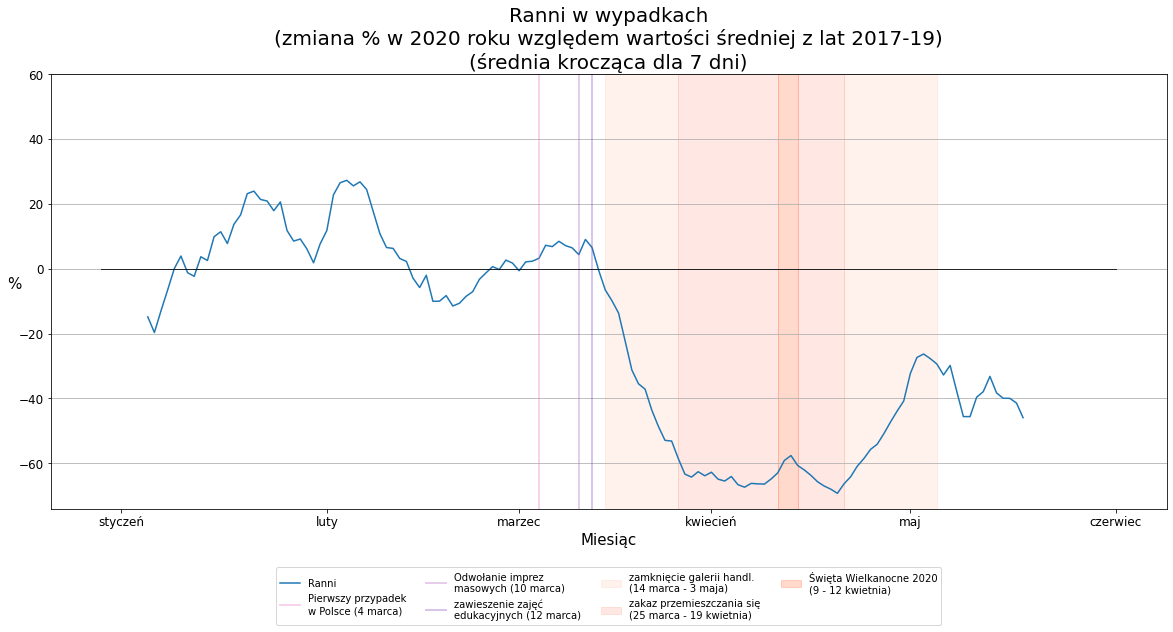 Ranni w wypadkach
(zmiana % w 2020 roku względem wartości średniej z lat 2017-19)
(średnia krocząca dla 7 dni)
60
40
20
0
%
−20
−40
−60
styczeń luty marzec kwiecień maj czerwiec
Miesiąc
Ranni
Pierwszy przypadek
w Polsce (4 marca)
Odwołanie imprez
masowych (10 marca)
zawieszenie zajęć
edukacyjnych (12 marca)
zamknięcie galerii handl.
(14 marca - 3 maja)
zakaz przemieszczania się
(25 marca - 19 kwietnia)
Święta Wielkanocne 2020
(9 - 12 kwietnia)